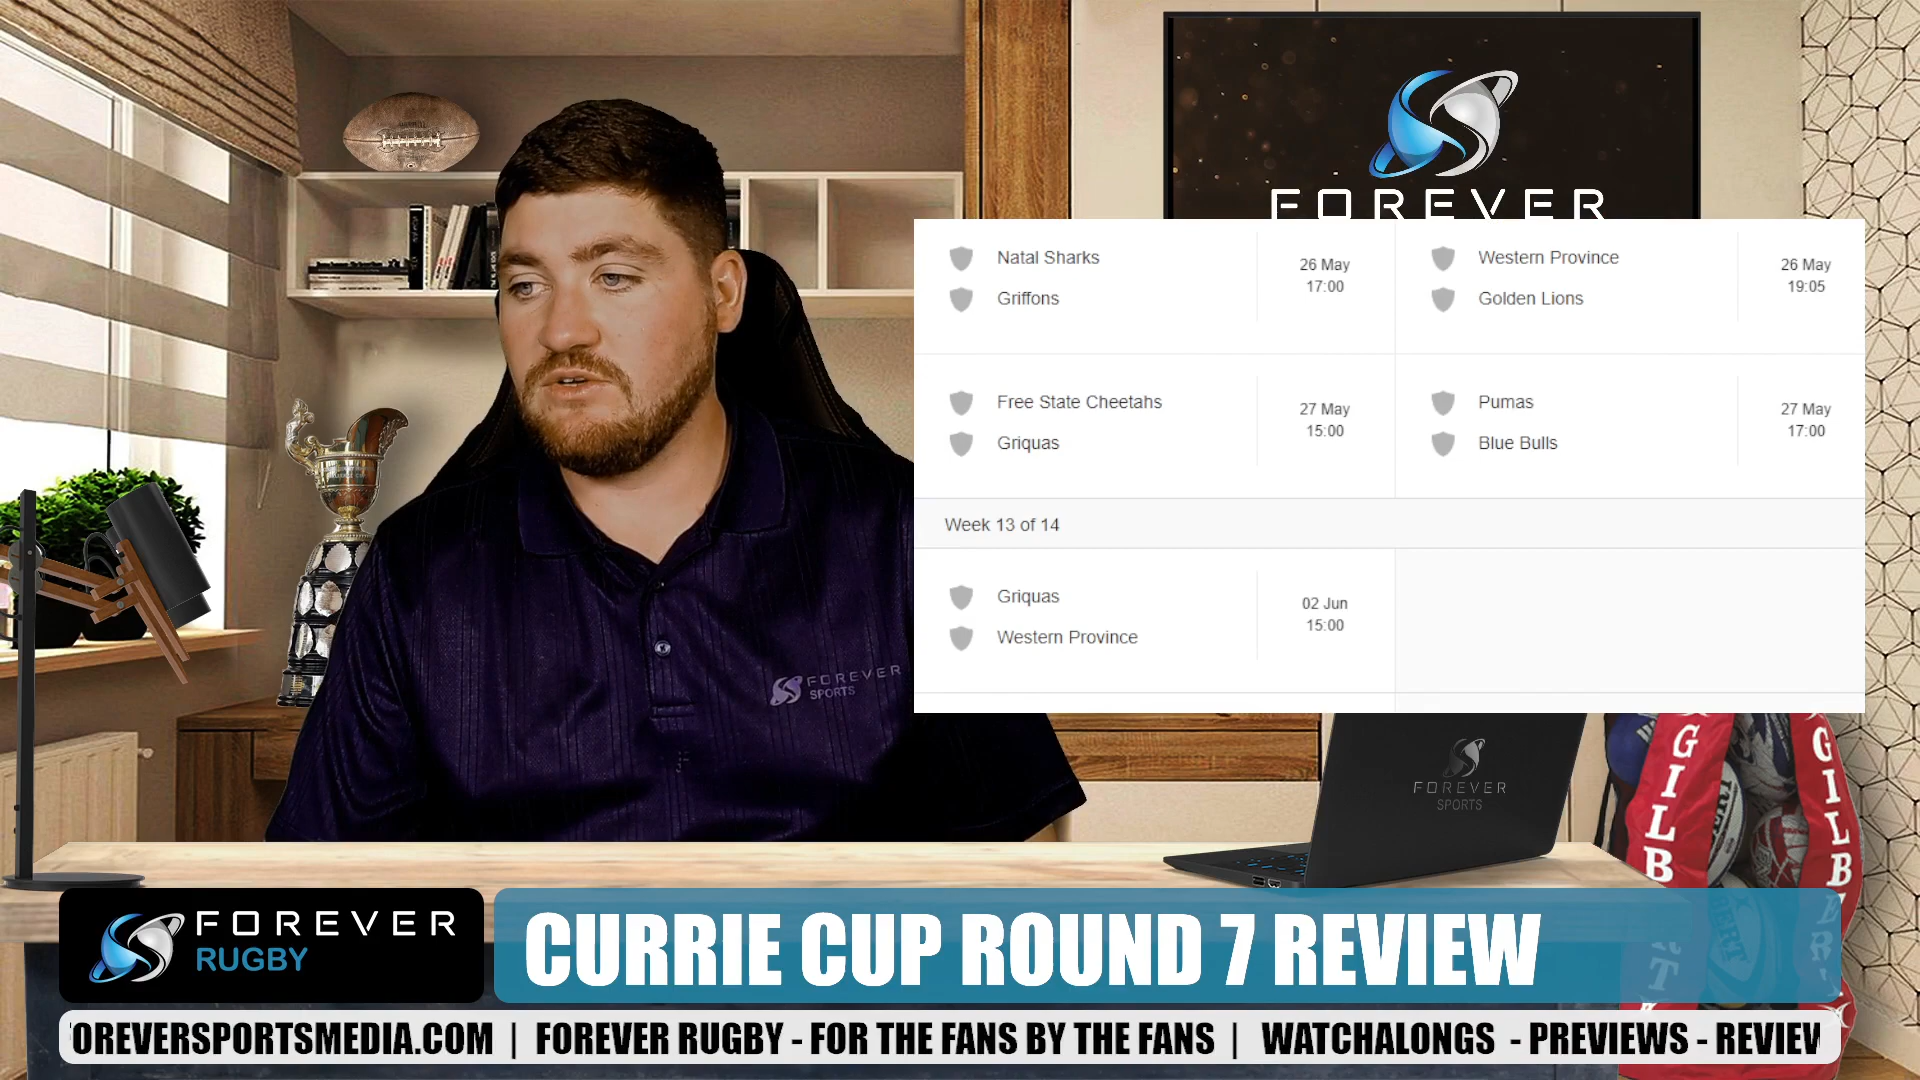 FOREVER
Natal Sharks
Griffons
26 May
17:00
Western Province
Golden Lions
26 May
19:05
Free State Cheetahs
Griquas
27 May
15:00
Pumas
Blue Bulls
27 May
17:00
Week 13 of 14
Griquas
Western Province
02 Jun
15:00
FOREVER
SPORTS
FOREVER
SPORTS
GILB
GILBER
FOREVER
RUGBY
CURRIE CUP ROUND 7 REVIEW
OREVERSPORTSMEDIA.COM | FOREVER RUGBY - FOR THE FANS BY THE FANS | WATCHALONGS - PREVIEWS - REVIEW